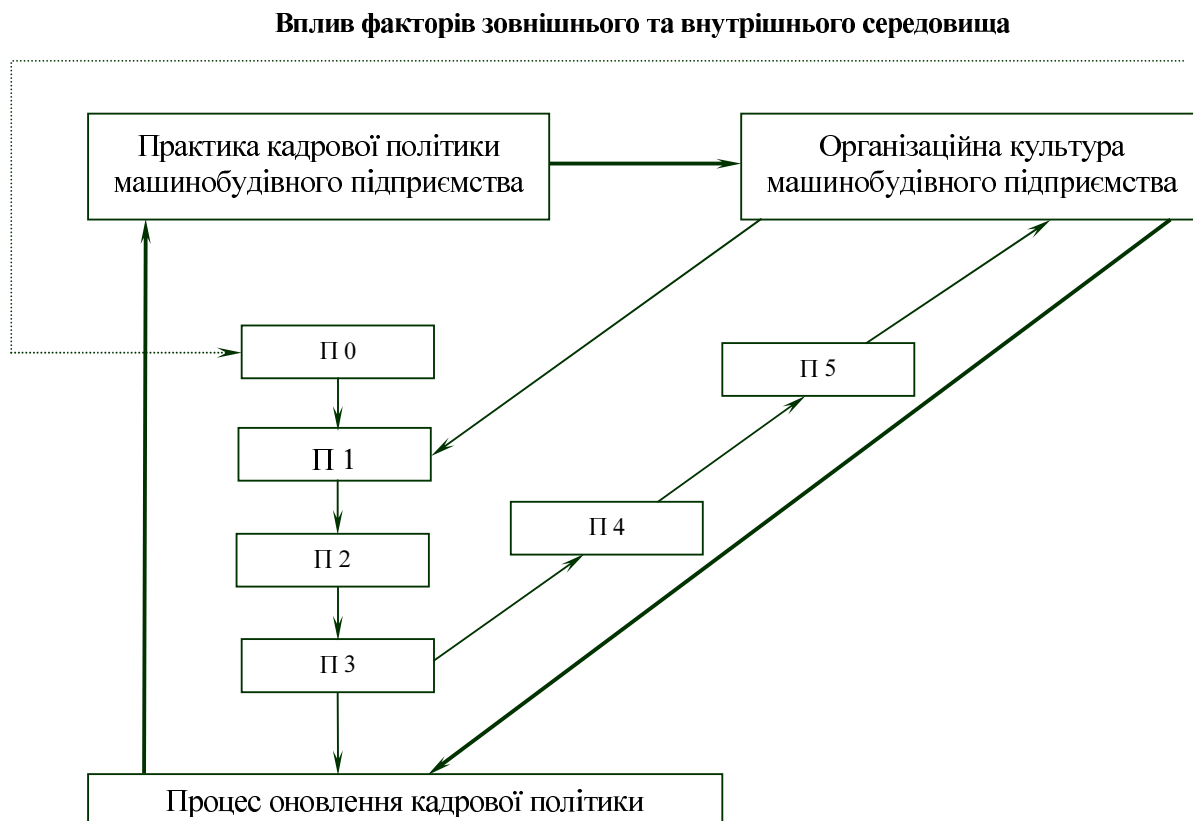 Вплив факторів зовнішнього та внутрішнього середовища
Практика кадрової політики
машинобудівного підприємства
Організаційна культура
машинобудівного підприємства
П 0
П 5
П 1
П 4
П 2
П 3
Процес оновлення кадрової політики